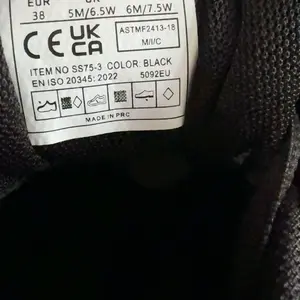 EUR
38 5M/6.5W 6M/7.5W
CE UK CA ASTMF2413-18
M/I/C
ITEM NO SS75-3 COLOR: BLACK
EN ISO 20345: 2022 5092EU
MADE IN PRC